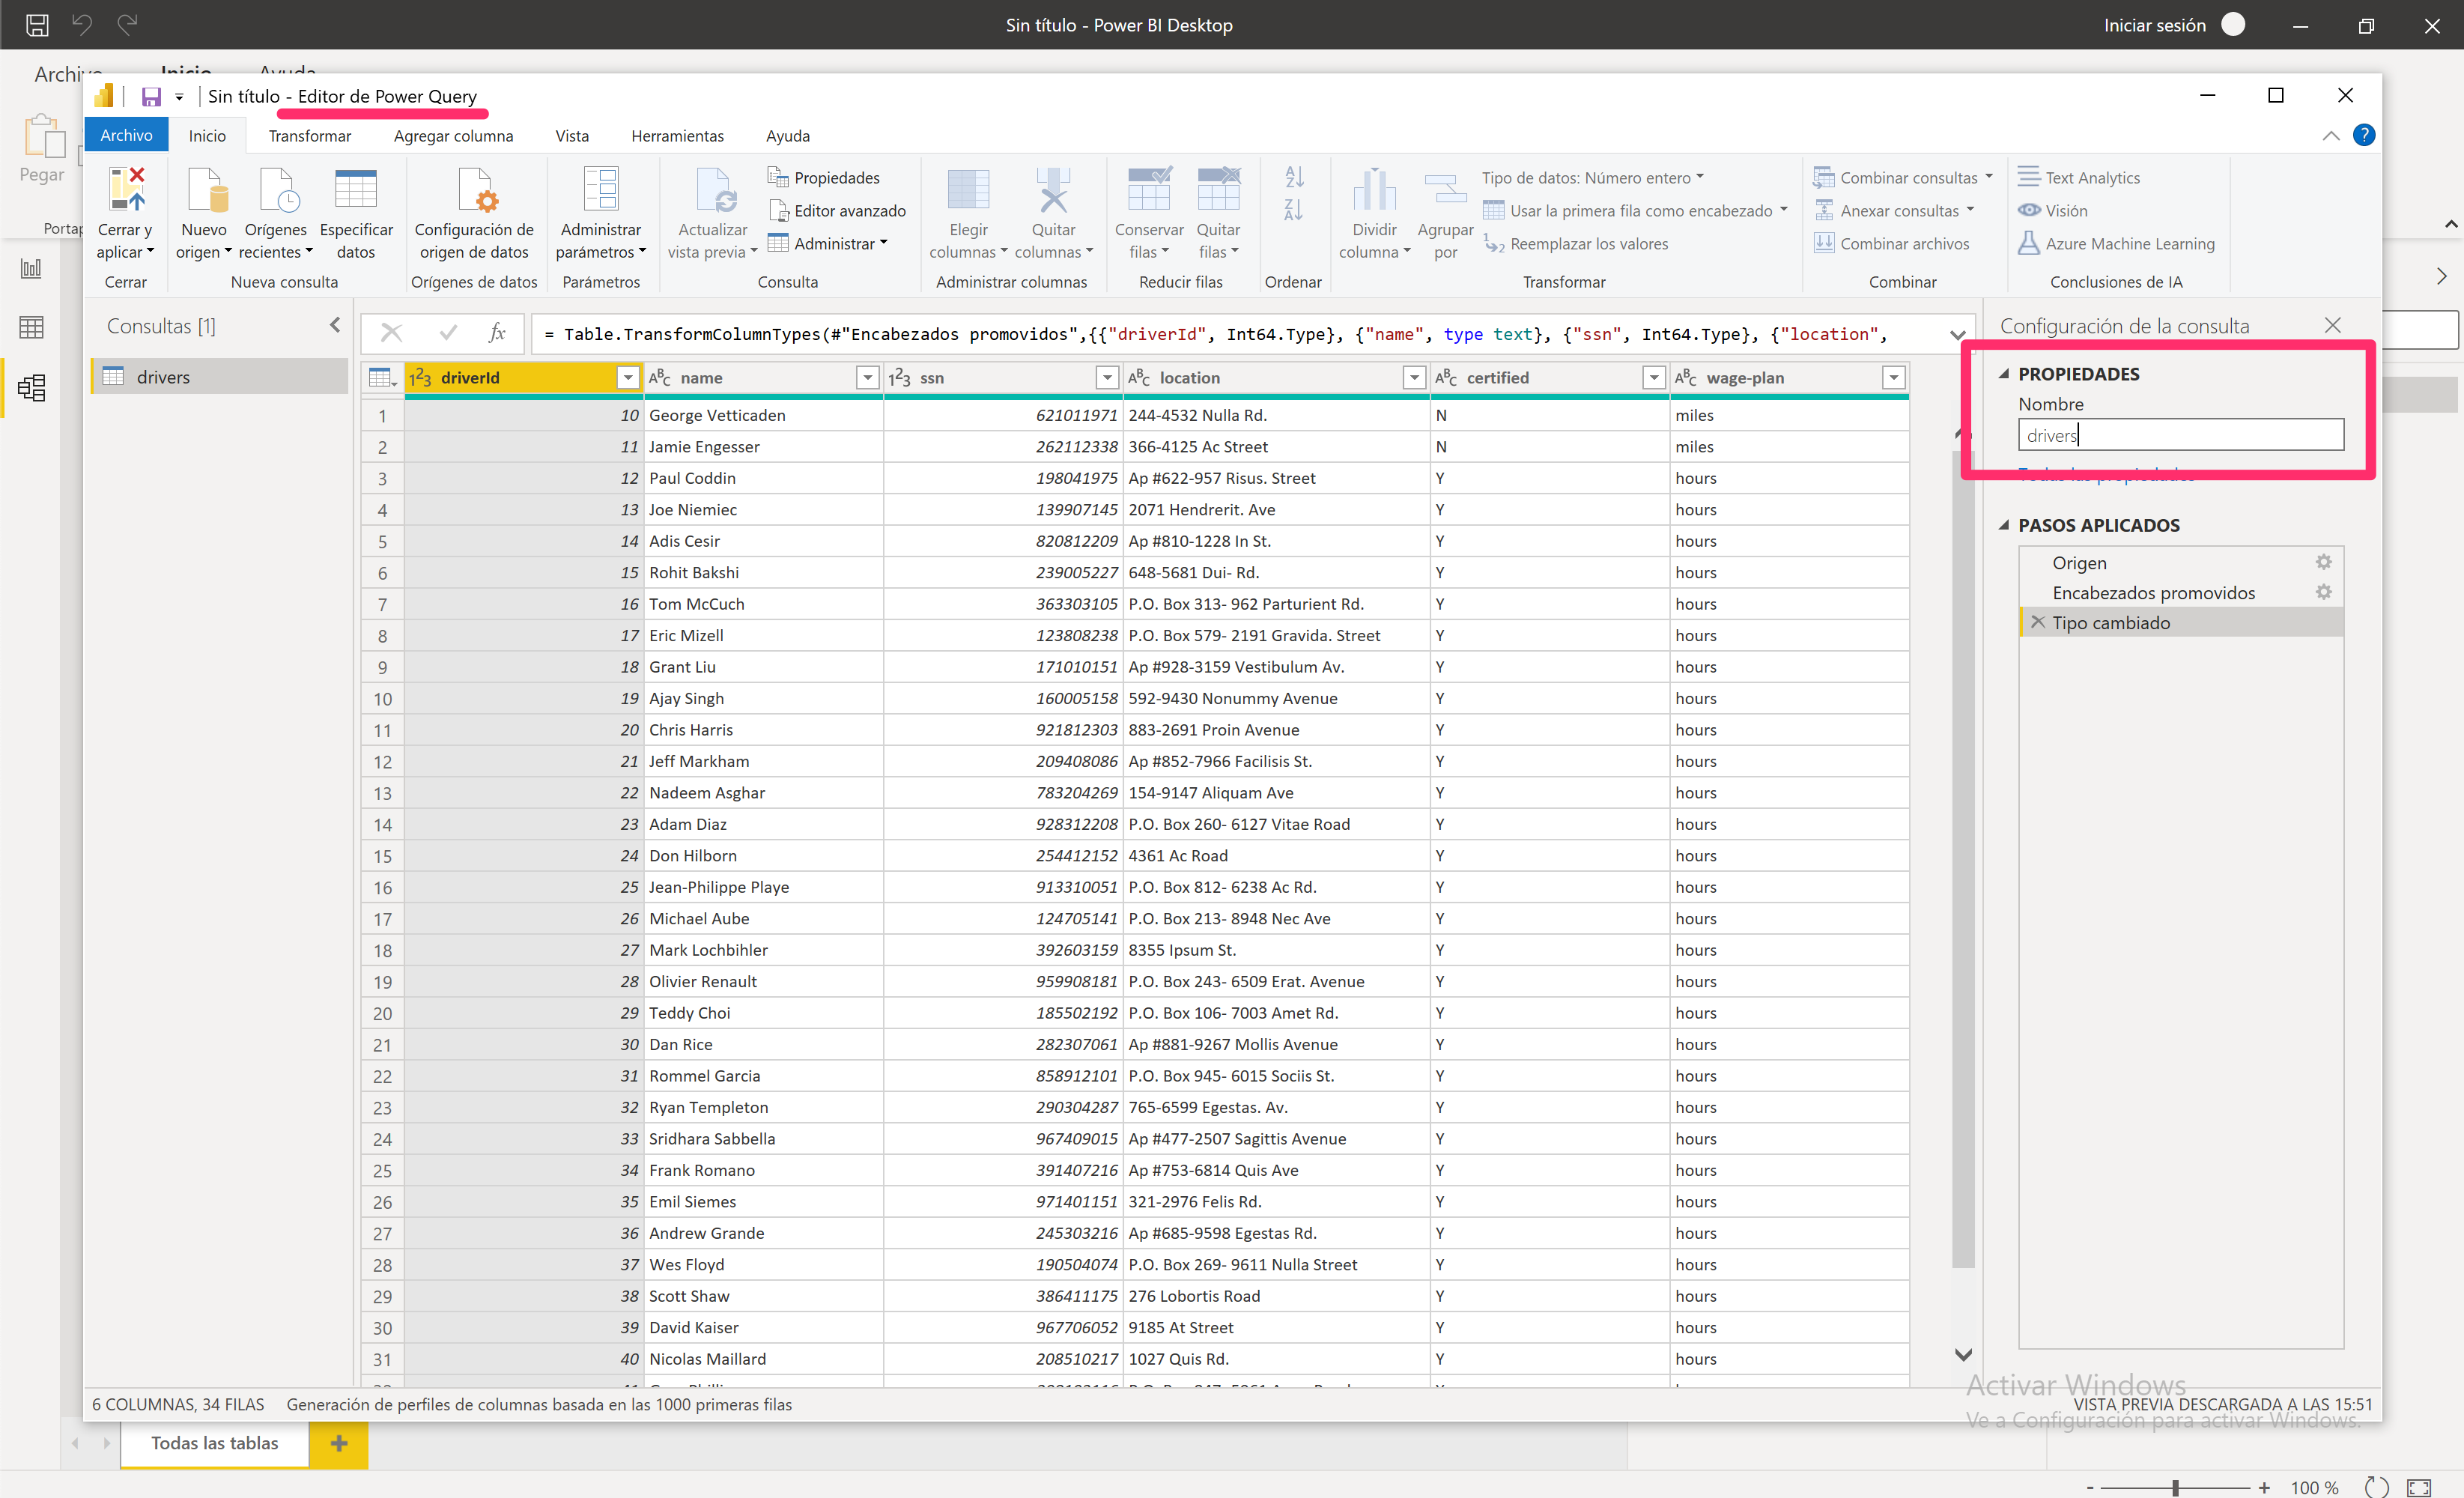 Sin título - Power BI Desktop
Iniciar sesión
Inicio
Ayuda
Sin título - Editor de Power Query
Archivo Inicio Transformar Agregar columna Vista Herramientas Ayuda
Pegar
Cerrar y aplicar
Nuevo origen
Orígenes recientes
Especificar datos
Configuración de origen de datos
Administrar parámetros
Actualizar vista previa
Propiedades
Editor avanzado
Administrar
Elegir columnas
Quitar columnas
Conservar filas
Quitar filas
Dividir columna
Agrupar por
Tipo de datos: Número entero
Usar la primera fila como encabezado
Reemplazar los valores
Combinar consultas
Anexar consultas
Combinar archivos
Text Analytics
Visión
Azure Machine Learning
Cerrar
Nueva consulta
Orígenes de datos
Parámetros
Consulta
Administrar columnas
Reducir filas
Ordenar
Transformar
Combinar
Conclusiones de IA
Consultas [1]
drivers
fx
= Table.TransformColumnTypes(#"Encabezados promovidos",{{"driverId", Int64.Type}, {"name", type text}, {"ssn", Int64.Type}, {"location",
driverId name ssn location certified wage-plan
1 10 George Vetticaden 621011971 244-4532 Nulla Rd. N miles
2 11 Jamie Engesser 262112338 366-4125 Ac Street N miles
3 12 Paul Coddin 198041975 Ap #622-957 Risus. Street Y hours
4 13 Joe Niemiec 139907145 2071 Hendrerit. Ave Y hours
5 14 Adis Cesir 820812209 Ap #810-1228 In St. Y hours
6 15 Rohit Bakshi 239005227 648-5681 Dui- Rd. Y hours
7 16 Tom McCuch 363303105 P.O. Box 313- 962 Parturient Rd. Y hours
8 17 Eric Mizell 123808238 P.O. Box 579- 2191 Gravida. Street Y hours
9 18 Grant Liu 171010151 Ap #928-3159 Vestibulum Av. Y hours
10 19 Ajay Singh 160005158 592-9430 Nonummy Avenue Y hours
11 20 Chris Harris 921812303 883-2691 Proin Avenue Y hours
12 21 Jeff Markham 209408086 Ap #852-7966 Facilisis St. Y hours
13 22 Nadeem Asghar 783204269 154-9147 Aliquam Ave Y hours
14 23 Adam Diaz 928312208 P.O. Box 260- 6127 Vitae Road Y hours
15 24 Don Hilborn 254412152 4361 Ac Road Y hours
16 25 Jean-Philippe Playe 913310051 P.O. Box 812- 6238 Ac Rd. Y hours
17 26 Michael Aube 124705141 P.O. Box 213- 8948 Nec Ave Y hours
18 27 Mark Lochbihler 392603159 8355 Ipsum St. Y hours
19 28 Olivier Renault 959908181 P.O. Box 243- 6509 Erat. Avenue Y hours
20 29 Teddy Choi 185502192 P.O. Box 106- 7003 Amet Rd. Y hours
21 30 Dan Rice 282307061 Ap #881-9267 Mollis Avenue Y hours
22 31 Rommel Garcia 858912101 P.O. Box 945- 6015 Sociis St. Y hours
23 32 Ryan Templeton 290304287 765-6599 Egestas. Av. Y hours
24 33 Sridhara Sabbella 967409015 Ap #477-2507 Sagittis Avenue Y hours
25 34 Frank Romano 391407216 Ap #753-6814 Quis Ave Y hours
26 35 Emil Siemes 971401151 321-2976 Felis Rd. Y hours
27 36 Andrew Grande 245303216 Ap #685-9598 Egestas Rd. Y hours
28 37 Wes Floyd 190504074 P.O. Box 269- 9611 Nulla Street Y hours
29 38 Scott Shaw 386411175 276 Lobortis Road Y hours
30 39 David Kaiser 967706052 9185 At Street Y hours
31 40 Nicolas Maillard 208510217 1027 Quis Rd. Y hours
Configuración de la consulta
PROPIEDADES
Nombre
drivers
PASOS APLICADOS
Origen
Encabezados promovidos
Tipo cambiado
6 COLUMNAS, 34 FILAS Generación de perfiles de columnas basada en las 1000 primeras filas
Activar Windows
VISTA PREVIA DESCARGADA A LAS 15:51
Ve a Configuración para activar Windows.
Todas las tablas
- + 100 %